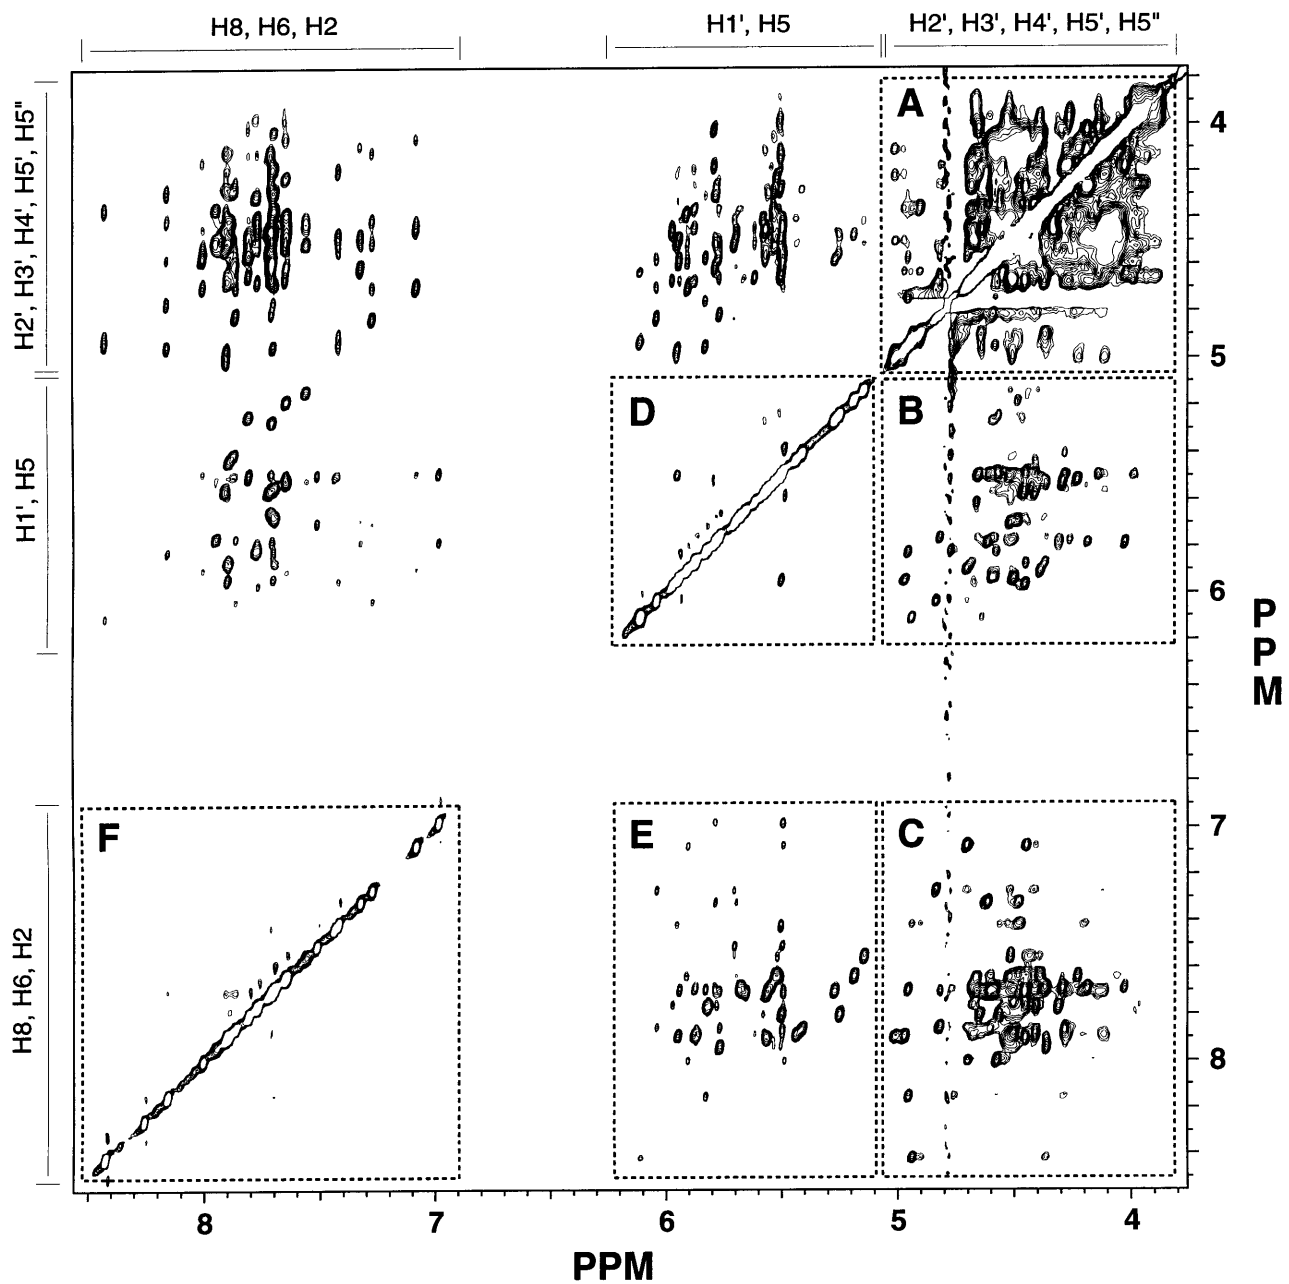 H8, H6, H2
H1', H5
H2', H3', H4', H5', H5"
H2', H3', H4', H5', H5"
H1', H5
H8, H6, H2
A
B
C
D
E
F
4
5
6
7
8
P
P
M
8
7
6
5
4
PPM